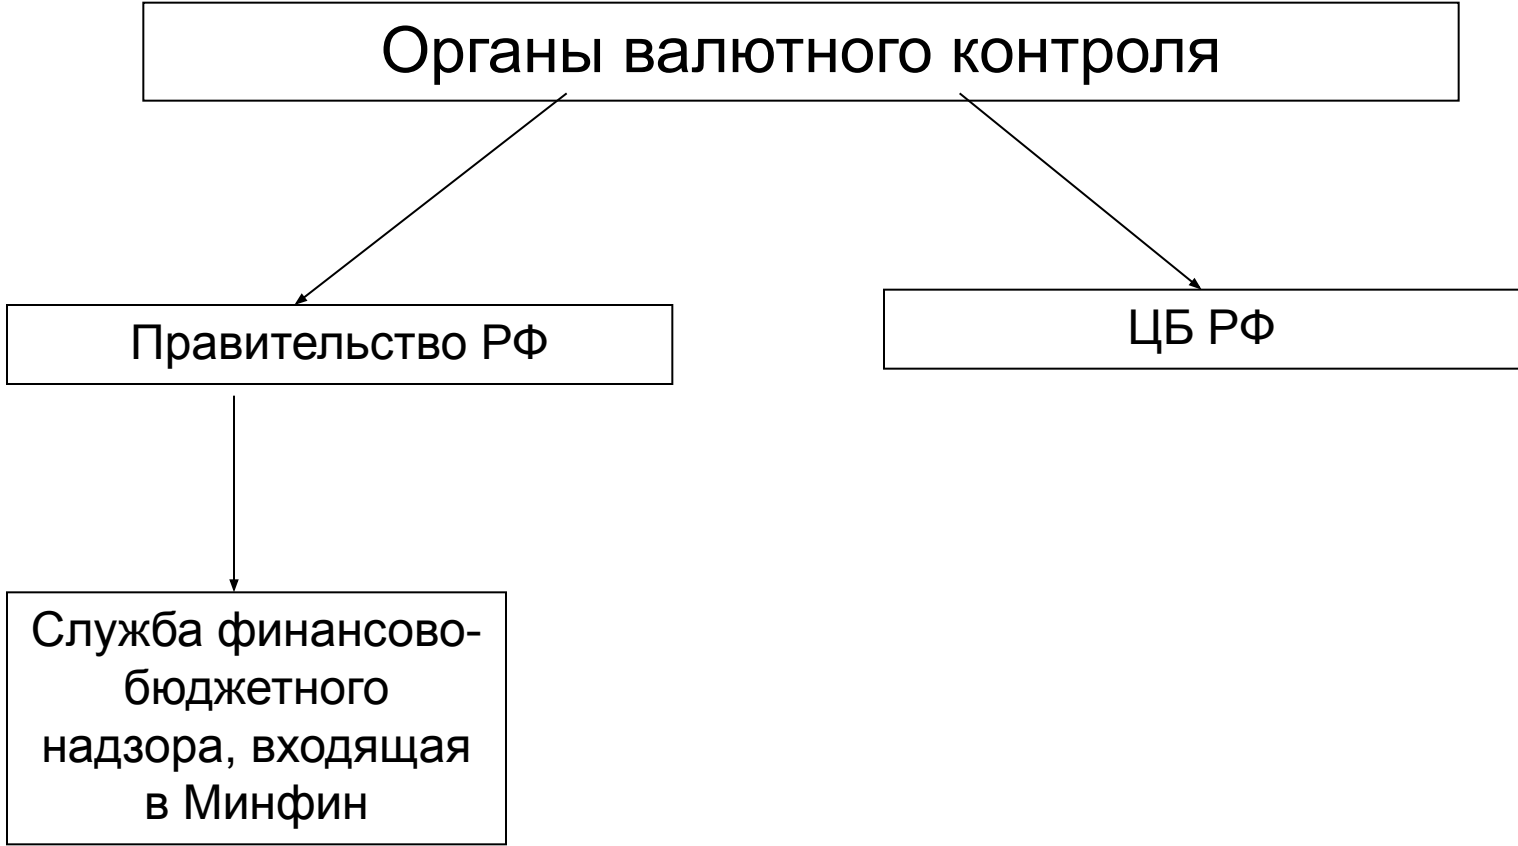 Органы валютного контроля
Правительство РФ
ЦБ РФ
Служба финансово-
бюджетного
надзора, входящая
в Минфин